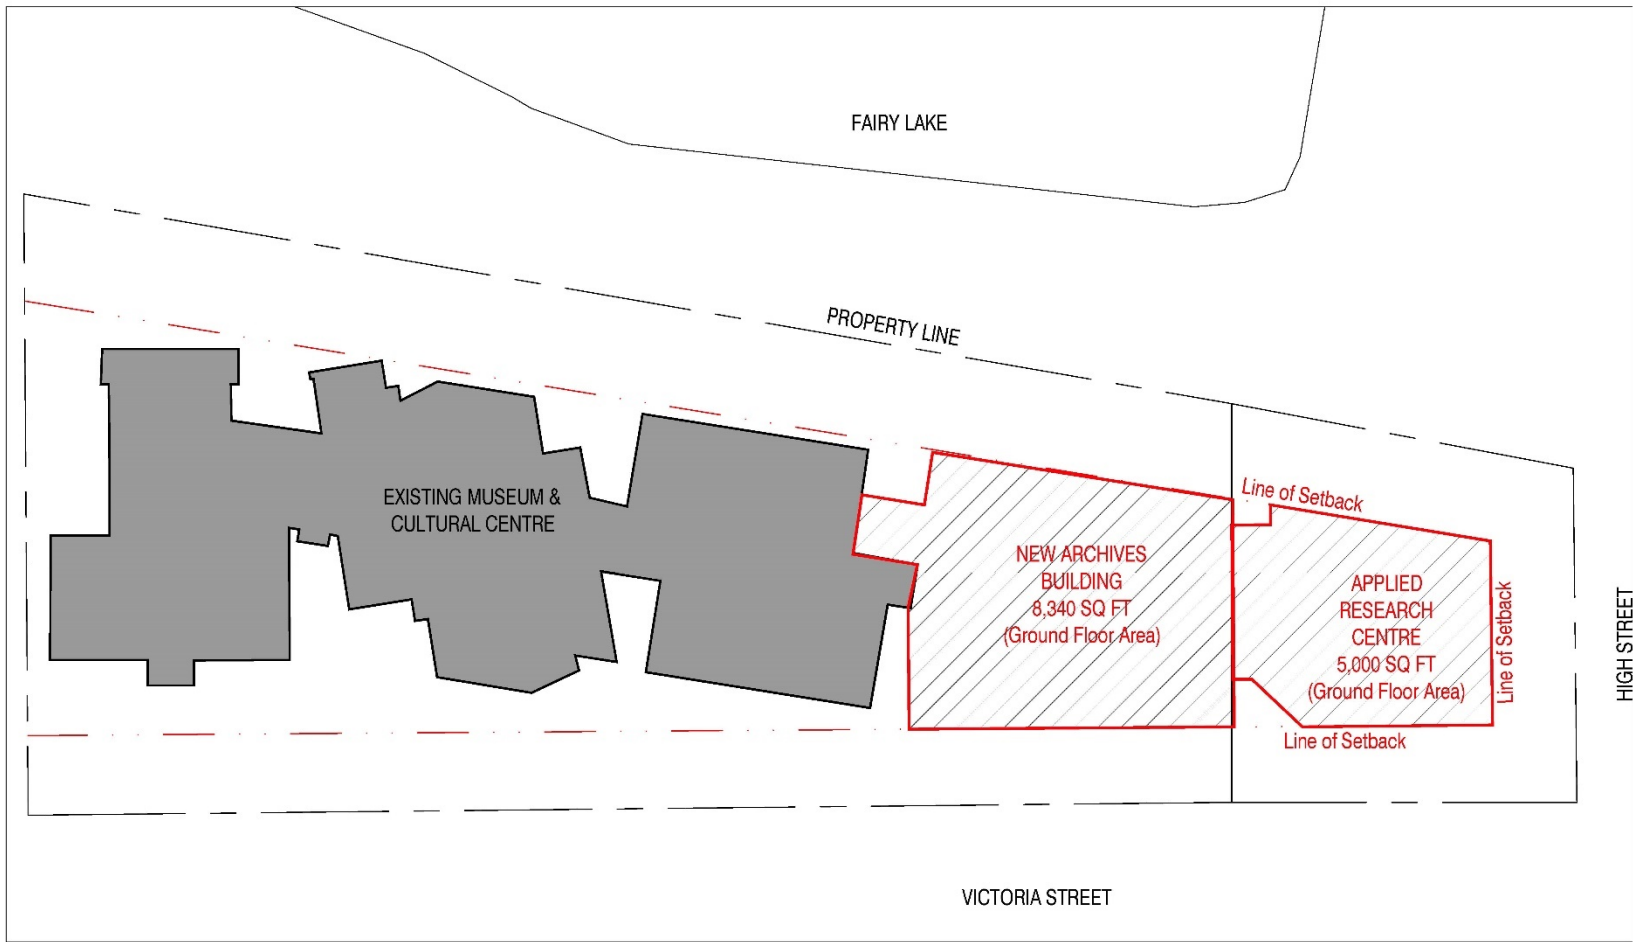 FAIRY LAKE
PROPERTY LINE
EXISTING MUSEUM &
CULTURAL CENTRE
Line of Setback
NEW ARCHIVES
BUILDING
8,340 SQ FT
(Ground Floor Area)
APPLIED
RESEARCH
CENTRE
5,000 SQ FT
(Ground Floor Area)
Line of Setback
HIGH STREET
Line of Setback
VICTORIA STREET